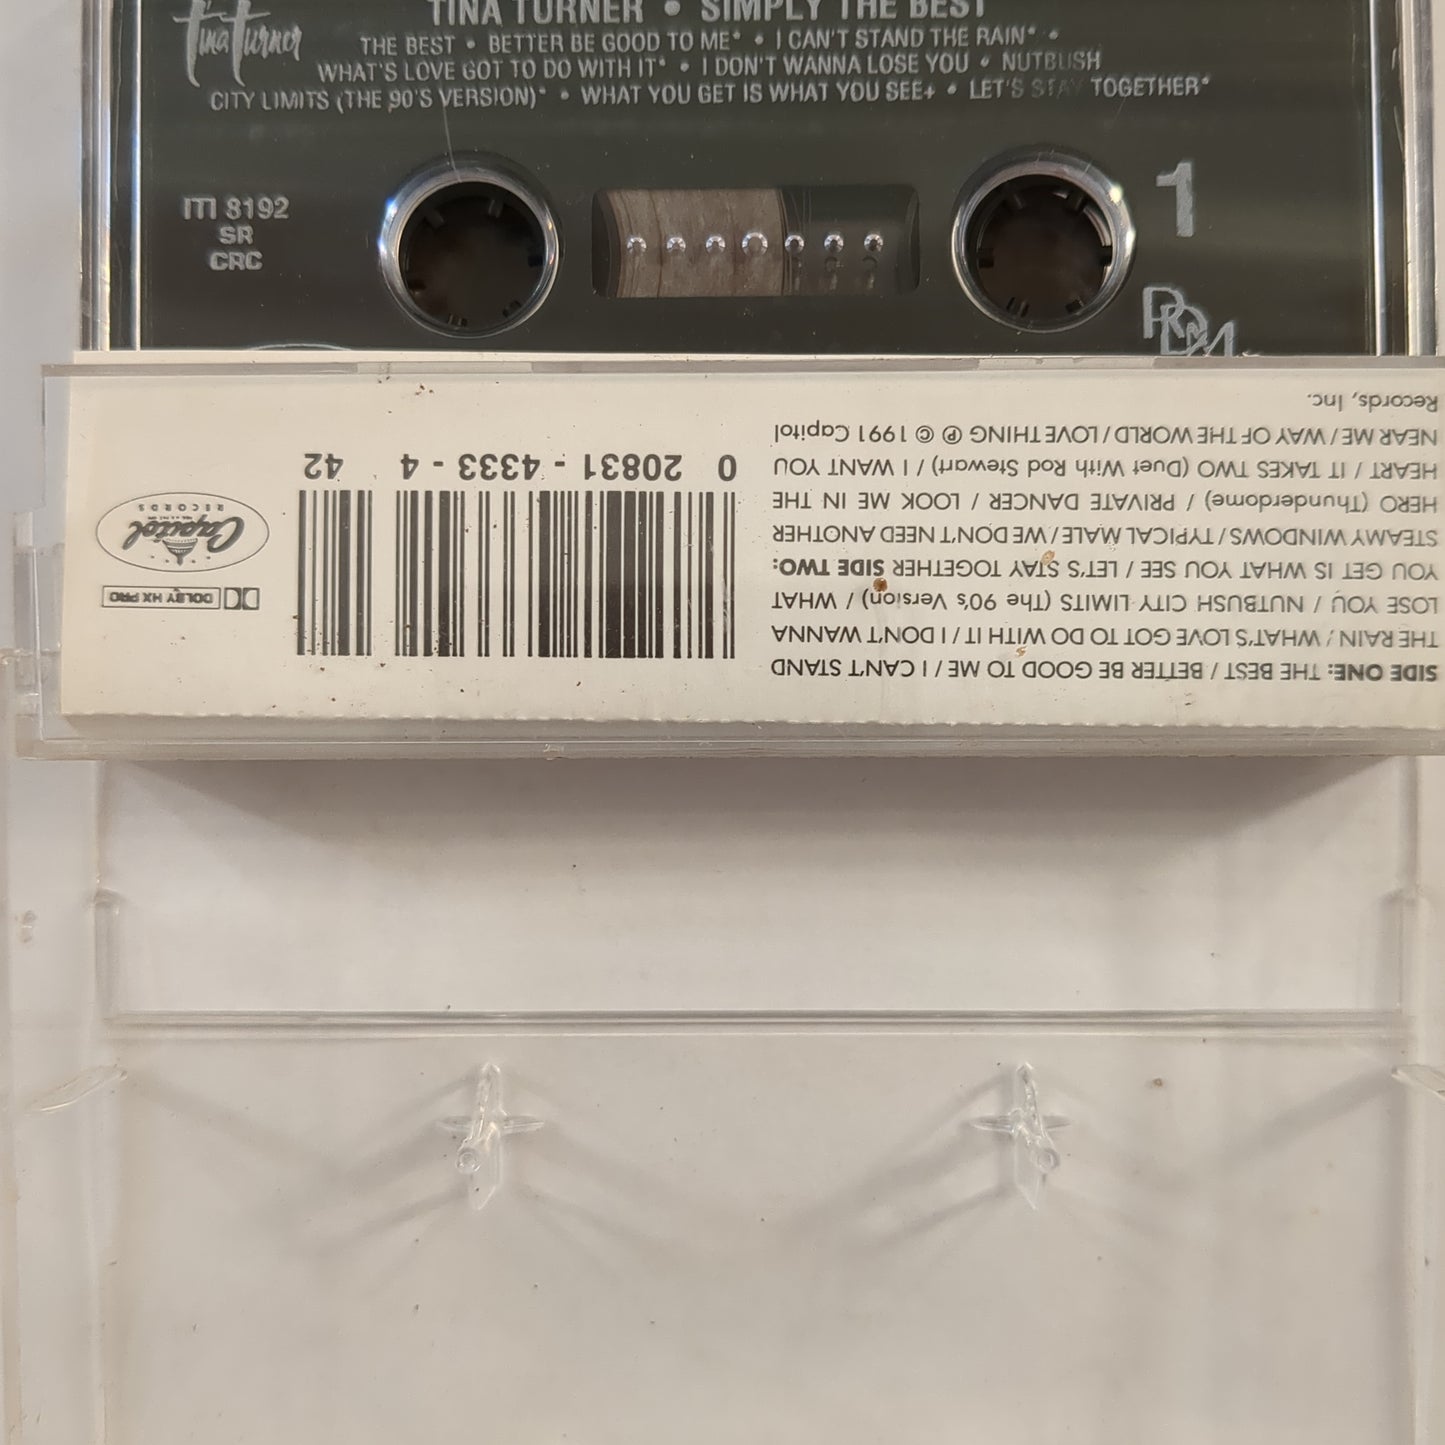 TINA TURNER • SIMPLY THE BEST
Tina Turner
THE BEST • BETTER BE GOOD TO ME* • I CAN'T STAND THE RAIN* •
WHAT'S LOVE GOT TO DO WITH IT* • I DON'T WANNA LOSE YOU • NUTBUSH
CITY LIMITS (THE 90'S VERSION)* • WHAT YOU GET IS WHAT YOU SEE+ • LET'S STAY TOGETHER*
1
8192
SR
CRC
SIDE ONE: THE BEST / BETTER BE GOOD TO ME / I CAN'T STAND
THE RAIN / WHAT'S LOVE GOT TO DO WITH IT / I DON'T WANNA
LOSE YOU / NUTBUSH CITY LIMITS (The 90's Version) / WHAT
YOU GET IS WHAT YOU SEE / LET'S STAY TOGETHER SIDE TWO:
STEAMY WINDOWS / TYPICAL MALE / WE DON'T NEED ANOTHER
HERO (Thunderdome) / PRIVATE DANCER / LOOK ME IN THE
HEART / IT TAKES TWO (Duet With Rod Stewart) / I WANT YOU
NEAR ME / WAY OF THE WORLD / LOVE THING ℗ © 1991 Capitol
Records, Inc.
0 20831 - 4333 - 4 42
DOLBY HX PRO
Capitol
RECORDS